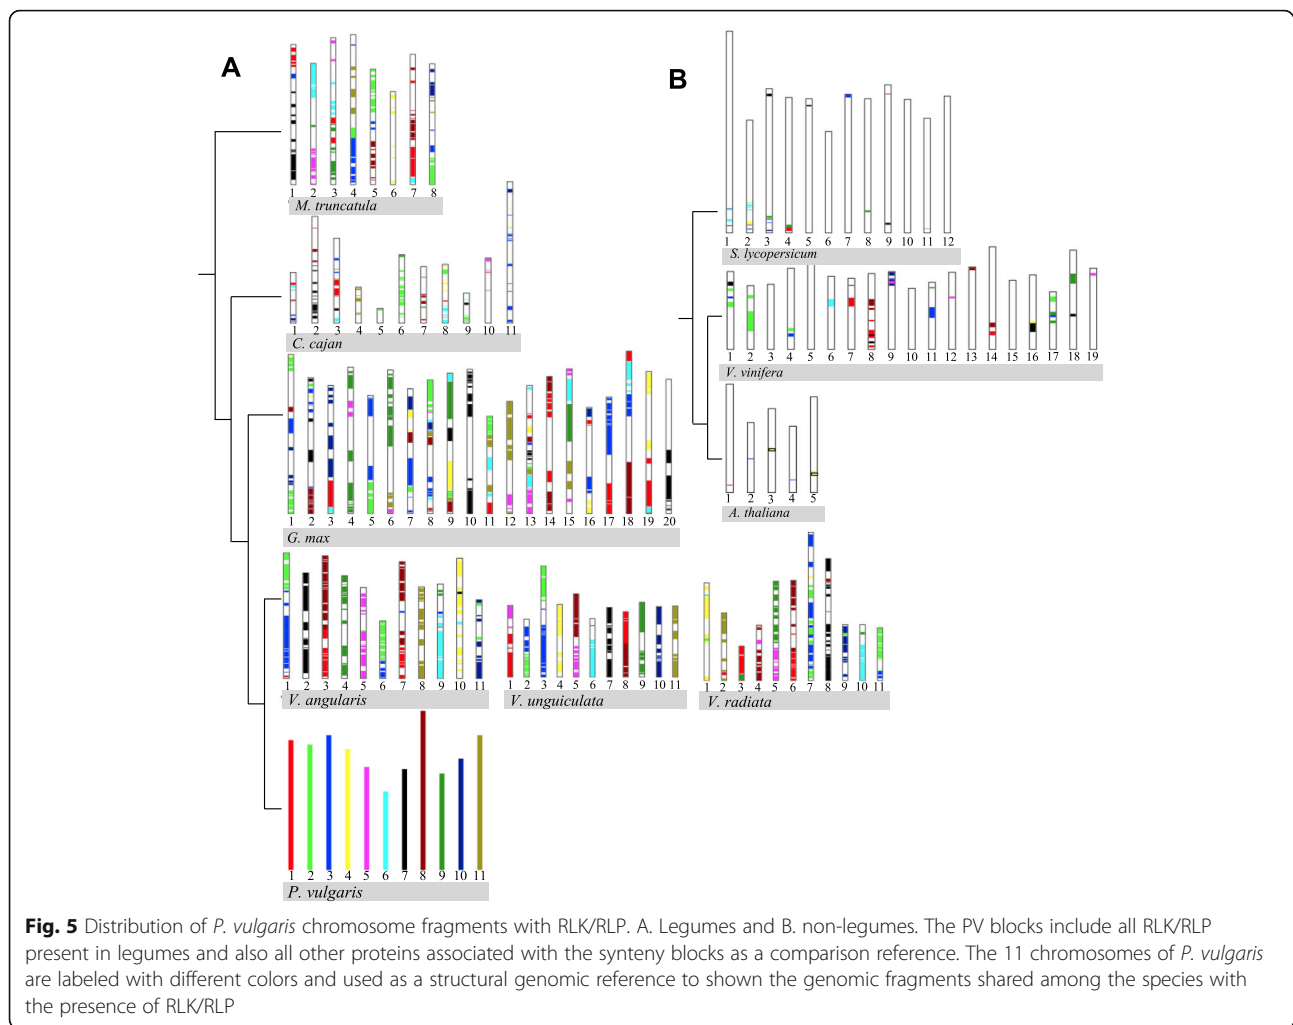 A
B
1 2 3 4 5 6 7 8
M. truncatula
1 2 3 4 5 6 7 8 9 10 11 12
S. lycopersicum
1 2 3 4 5 6 7 8 9 10 11
C. cajan
1 2 3 4 5 6 7 8 9 10 11 12 13 14 15 16 17 18 19
V. vinifera
1 2 3 4 5 6 7 8 9 10 11 12 13 14 15 16 17 18 19 20
G. max
1 2 3 4 5
A. thaliana
1 2 3 4 5 6 7 8 9 10 11
V. angularis
1 2 3 4 5 6 7 8 9 10 11
V. unguiculata
1 2 3 4 5 6 7 8 9 10 11
V. radiata
1 2 3 4 5 6 7 8 9 10 11
P. vulgaris
Fig. 5 Distribution of P. vulgaris chromosome fragments with RLK/RLP. A. Legumes and B. non-legumes. The PV blocks include all RLK/RLP
present in legumes and also all other proteins associated with the synteny blocks as a comparison reference. The 11 chromosomes of P. vulgaris
are labeled with different colors and used as a structural genomic reference to shown the genomic fragments shared among the species with
the presence of RLK/RLP